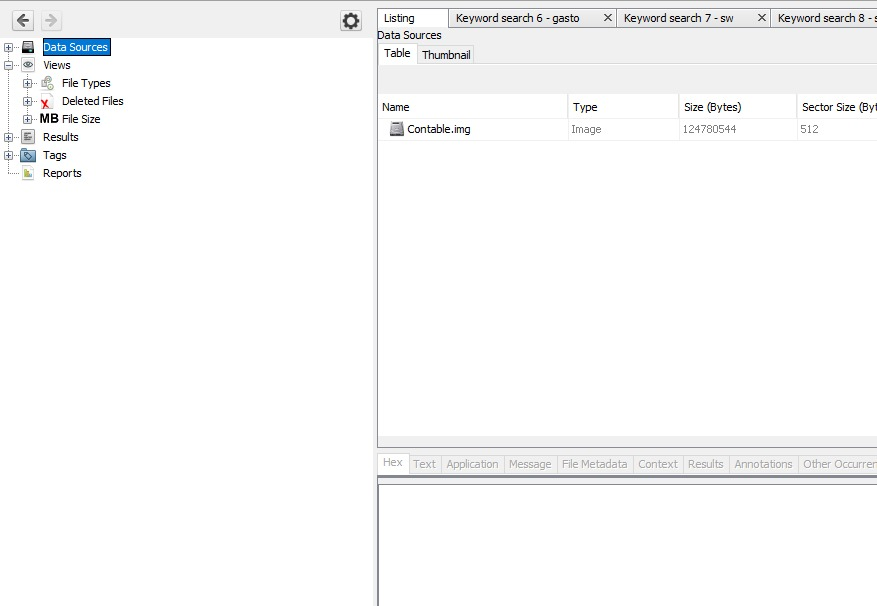 Listing Keyword search 6 - gasto Keyword search 7 - sw Keyword search 8 -
Data Sources
Table Thumbnail
Data Sources
Views
File Types
Deleted Files
MB File Size
Results
Tags
Reports
Name Type Size (Bytes) Sector Size (Byt
Contable.img Image 124780544 512
Hex Text Application Message File Metadata Context Results Annotations Other Occurren